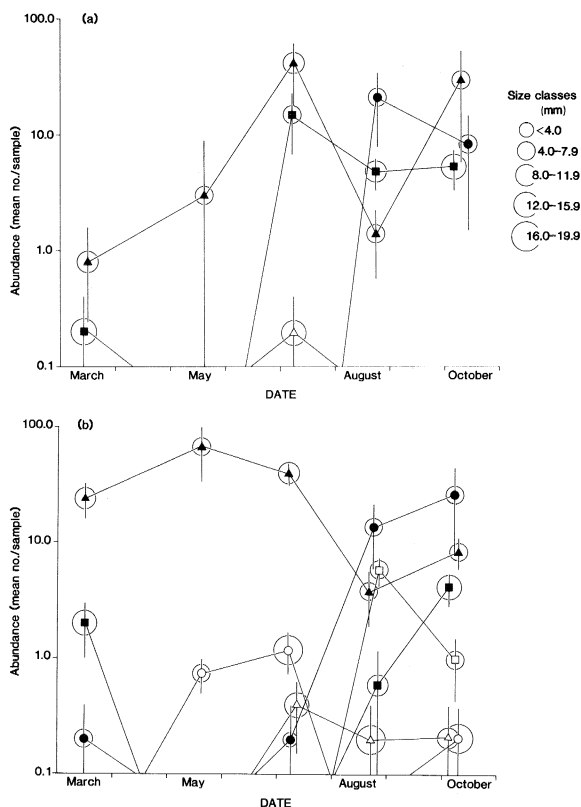 (a)
100.0
10.0
1.0
0.1
Abundance (mean no./sample)
March May August October
DATE
Size classes
(mm)
<4.0
4.0–7.9
8.0–11.9
12.0–15.9
16.0–19.9
(b)
100.0
10.0
1.0
0.1
Abundance (mean no./sample)
March May August October
DATE